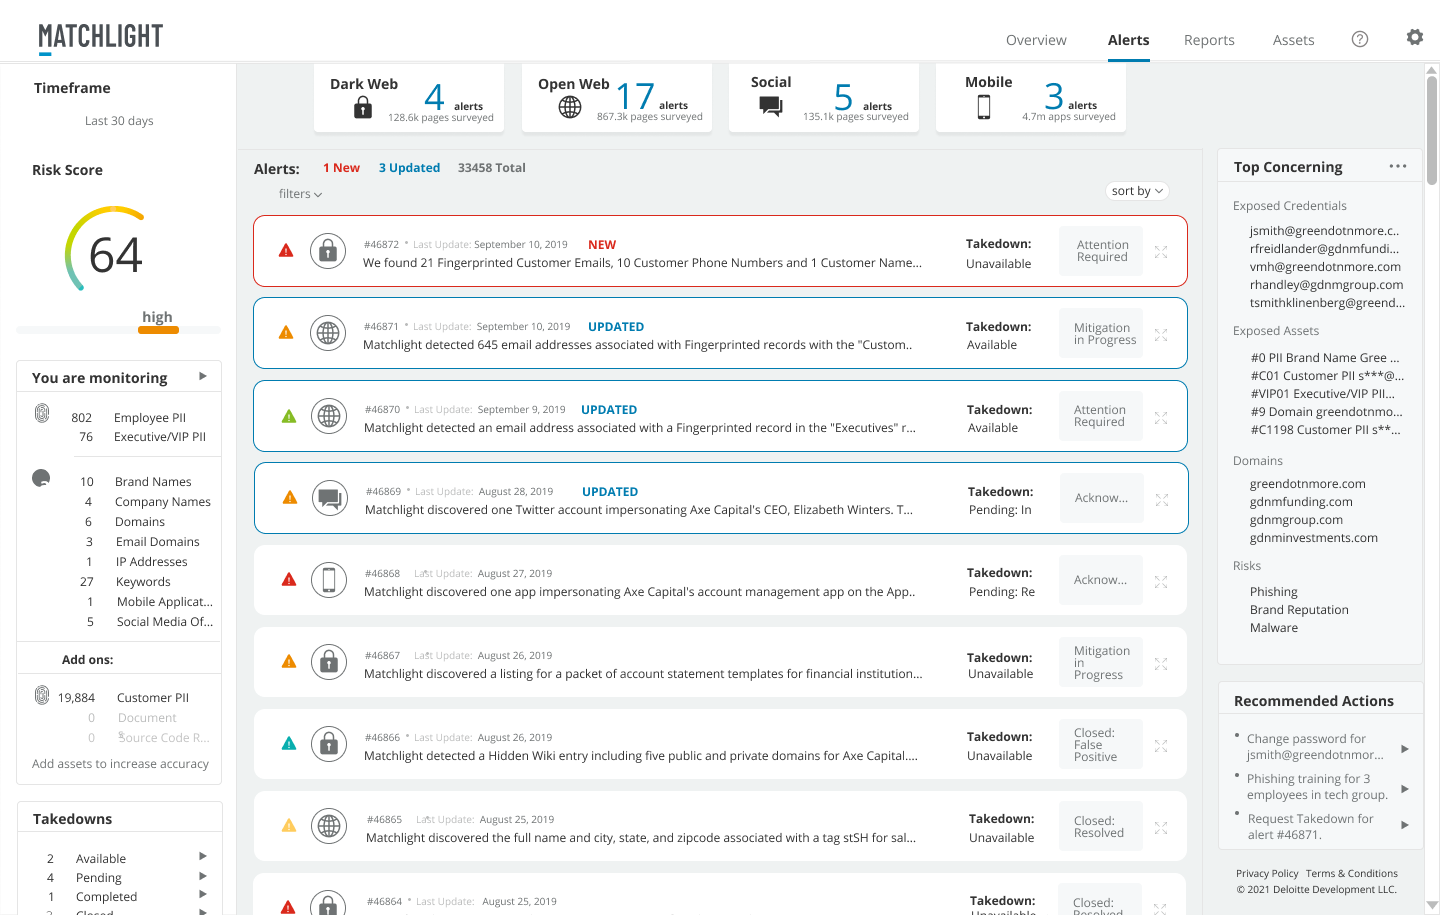 MATCHLIGHT
Overview
Alerts
Reports
Assets
?
Timeframe
Last 30 days
Risk Score
64
high
You are monitoring
802 Employee PII
76 Executive/VIP PII
10 Brand Names
4 Company Names
6 Domains
3 Email Domains
1 IP Addresses
27 Keywords
1 Mobile Applicat...
5 Social Media Of...
Add ons:
19,884 Customer PII
0 Document
0 Source Code R...
Add assets to increase accuracy
Takedowns
2 Available
4 Pending
1 Completed
Closed
Dark Web
4 alerts
128.6k pages surveyed
Open Web
17 alerts
867.3k pages surveyed
Social
5 alerts
135.1k pages surveyed
Mobile
3 alerts
4.7m apps surveyed
Alerts: 1 New 3 Updated 33458 Total
filters
sort by
#46872 * Last Update: September 10, 2019 NEW
We found 21 Fingerprinted Customer Emails, 10 Customer Phone Numbers and 1 Customer Name...
Takedown:
Unavailable
Attention
Required
#46871 * Last Update: September 10, 2019 UPDATED
Matchlight detected 645 email addresses associated with Fingerprinted records with the "Custom..
Takedown:
Available
Mitigation
in Progress
#46870 * Last Update: September 9, 2019 UPDATED
Matchlight detected an email address associated with a Fingerprinted record in the "Executives" r...
Takedown:
Available
Attention
Required
#46869 * Last Update: August 28, 2019 UPDATED
Matchlight discovered one Twitter account impersonating Axe Capital's CEO, Elizabeth Winters. T...
Takedown:
Pending: In
Acknow...
#46868 Last Update: August 27, 2019
Matchlight discovered one app impersonating Axe Capital's account management app on the App..
Takedown:
Pending: Re
Acknow...
#46867 Last Update: August 26, 2019
Matchlight discovered a listing for a packet of account statement templates for financial institution...
Takedown:
Unavailable
Mitigation
in
Progress
#46866 * Last Update: August 26, 2019
Matchlight detected a Hidden Wiki entry including five public and private domains for Axe Capital....
Takedown:
Unavailable
Closed:
False
Positive
#46865 Last Update: August 25, 2019
Matchlight discovered the full name and city, state, and zipcode associated with a tag stSH for sal...
Takedown:
Unavailable
Closed:
Resolved
#46864 * Last Update: August 25, 2019
Takedown:
Unavailable
Closed:
Resolved
Top Concerning
Exposed Credentials
jsmith@greendotnmore.c..
rfreidlander@gdnmfundi...
vmh@greendotnmore.com
rhandley@gdnmgroup.com
tsmithklinenberg@greend...
Exposed Assets
#0 PII Brand Name Gree ...
#C01 Customer PII s***@...
#VIP01 Executive/VIP PII...
#9 Domain greendotnmo...
#C1198 Customer PII s**...
Domains
greendotnmore.com
gdnmfunding.com
gdnmgroup.com
gdnminvestments.com
Risks
Phishing
Brand Reputation
Malware
Recommended Actions
* Change password for
jsmith@greendotnmor...
* Phishing training for 3
employees in tech group.
* Request Takedown for
alert #46871.
Privacy Policy Terms & Conditions
© 2021 Deloitte Development LLC.